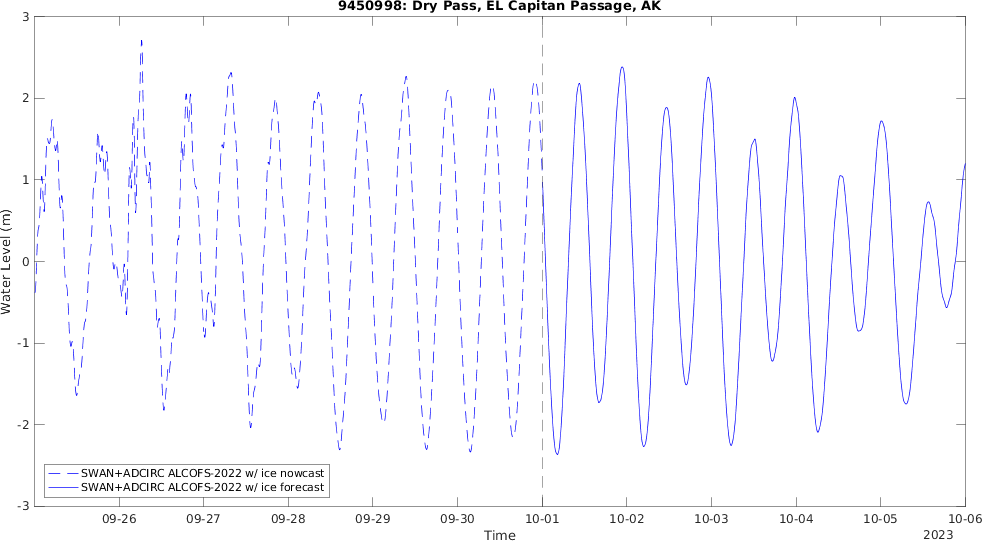 9450998: Dry Pass, EL Capitan Passage, AK
3
2
1
0
-1
-2
-3
Water Level (m)
SWAN+ADCIRC ALCOFS-2022 w/ ice nowcast
SWAN+ADCIRC ALCOFS-2022 w/ ice forecast
09-26 09-27 09-28 09-29 09-30 10-01 10-02 10-03 10-04 10-05 10-06
Time
2023